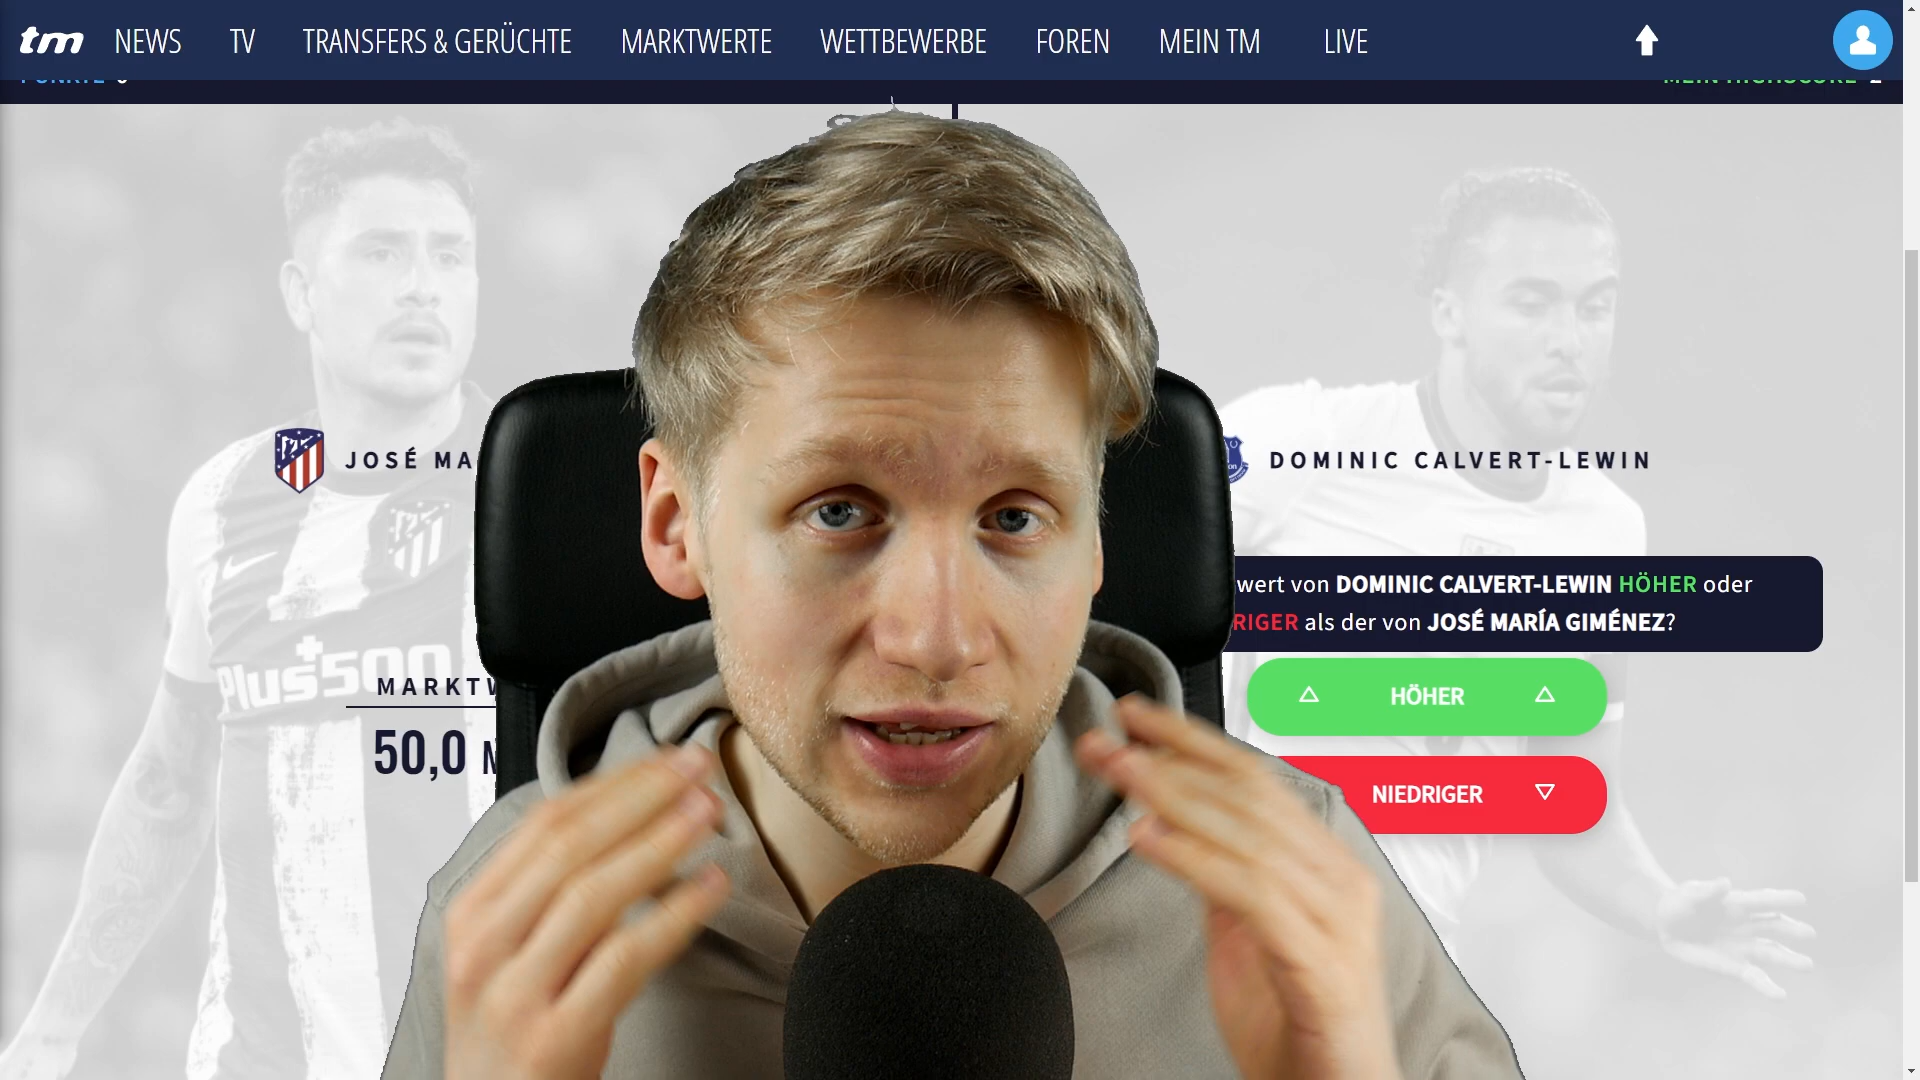 tm NEWS TV TRANSFERS & GERÜCHTE MARKTWERTE WETTBEWERBE FOREN MEIN TM LIVE
JOSÉ MA
DOMINIC CALVERT-LEWIN
wert von DOMINIC CALVERT-LEWIN HÖHER oder
RIGER als der von JOSÉ MARÍA GIMÉNEZ?
Plus500
MARKTW
HÖHER
50,0
NIEDRIGER